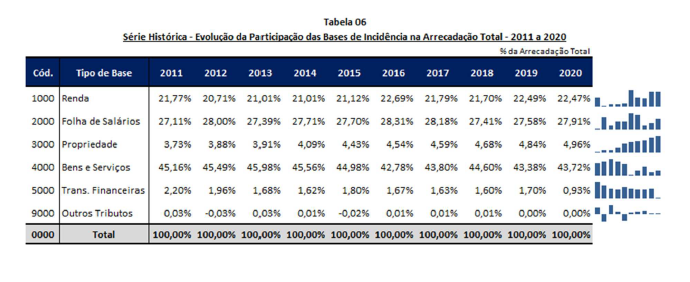 Tabela 06
Série Histórica - Evolução da Participação das Bases de Incidência na Arrecadação Total - 2011 a 2020
% da Arrecadação Total
Cód. Tipo de Base 2011 2012 2013 2014 2015 2016 2017 2018 2019 2020
1000 Renda 21,77% 20,71% 21,01% 21,01% 21,12% 22,69% 21,79% 21,70% 22,49% 22,47%
2000 Folha de Salários 27,11% 28,00% 27,39% 27,71% 27,70% 28,31% 28,18% 27,41% 27,58% 27,91%
3000 Propriedade 3,73% 3,88% 3,91% 4,09% 4,43% 4,54% 4,59% 4,68% 4,84% 4,96%
4000 Bens e Serviços 45,16% 45,49% 45,98% 45,56% 44,98% 42,78% 43,80% 44,60% 43,38% 43,72%
5000 Trans. Financeiras 2,20% 1,96% 1,68% 1,62% 1,80% 1,67% 1,63% 1,60% 1,70% 0,93%
9000 Outros Tributos 0,03% -0,03% 0,03% 0,01% -0,02% 0,01% 0,01% 0,01% 0,00% 0,00%
0000 Total 100,00% 100,00% 100,00% 100,00% 100,00% 100,00% 100,00% 100,00% 100,00% 100,00%